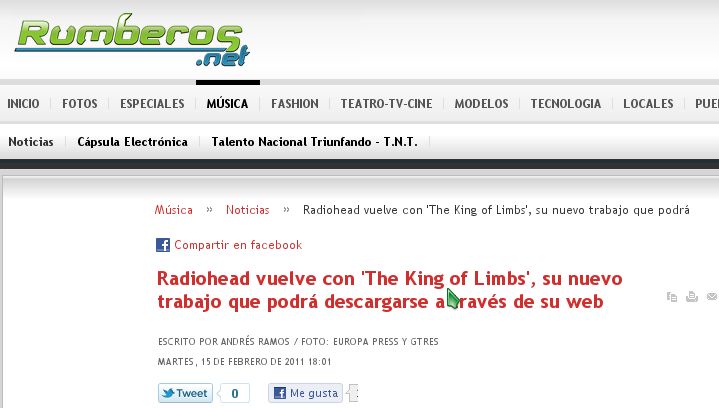 Rumberos
.net
INICIO FOTOS ESPECIALES MÚSICA FASHION TEATRO-TV-CINE MODELOS TECNOLOGIA LOCALES
Noticias Cápsula Electrónica Talento Nacional Triunfando - T.N.T.
Música » Noticias » Radiohead vuelve con 'The King of Limbs', su nuevo trabajo que podrá
Compartir en facebook
Radiohead vuelve con 'The King of Limbs', su nuevo
trabajo que podrá descargarse a través de su web
ESCRITO POR ANDRÉS RAMOS / FOTO: EUROPA PRESS Y GTRES
MARTES, 15 DE FEBRERO DE 2011 18:01
Tweet 0 Me gusta